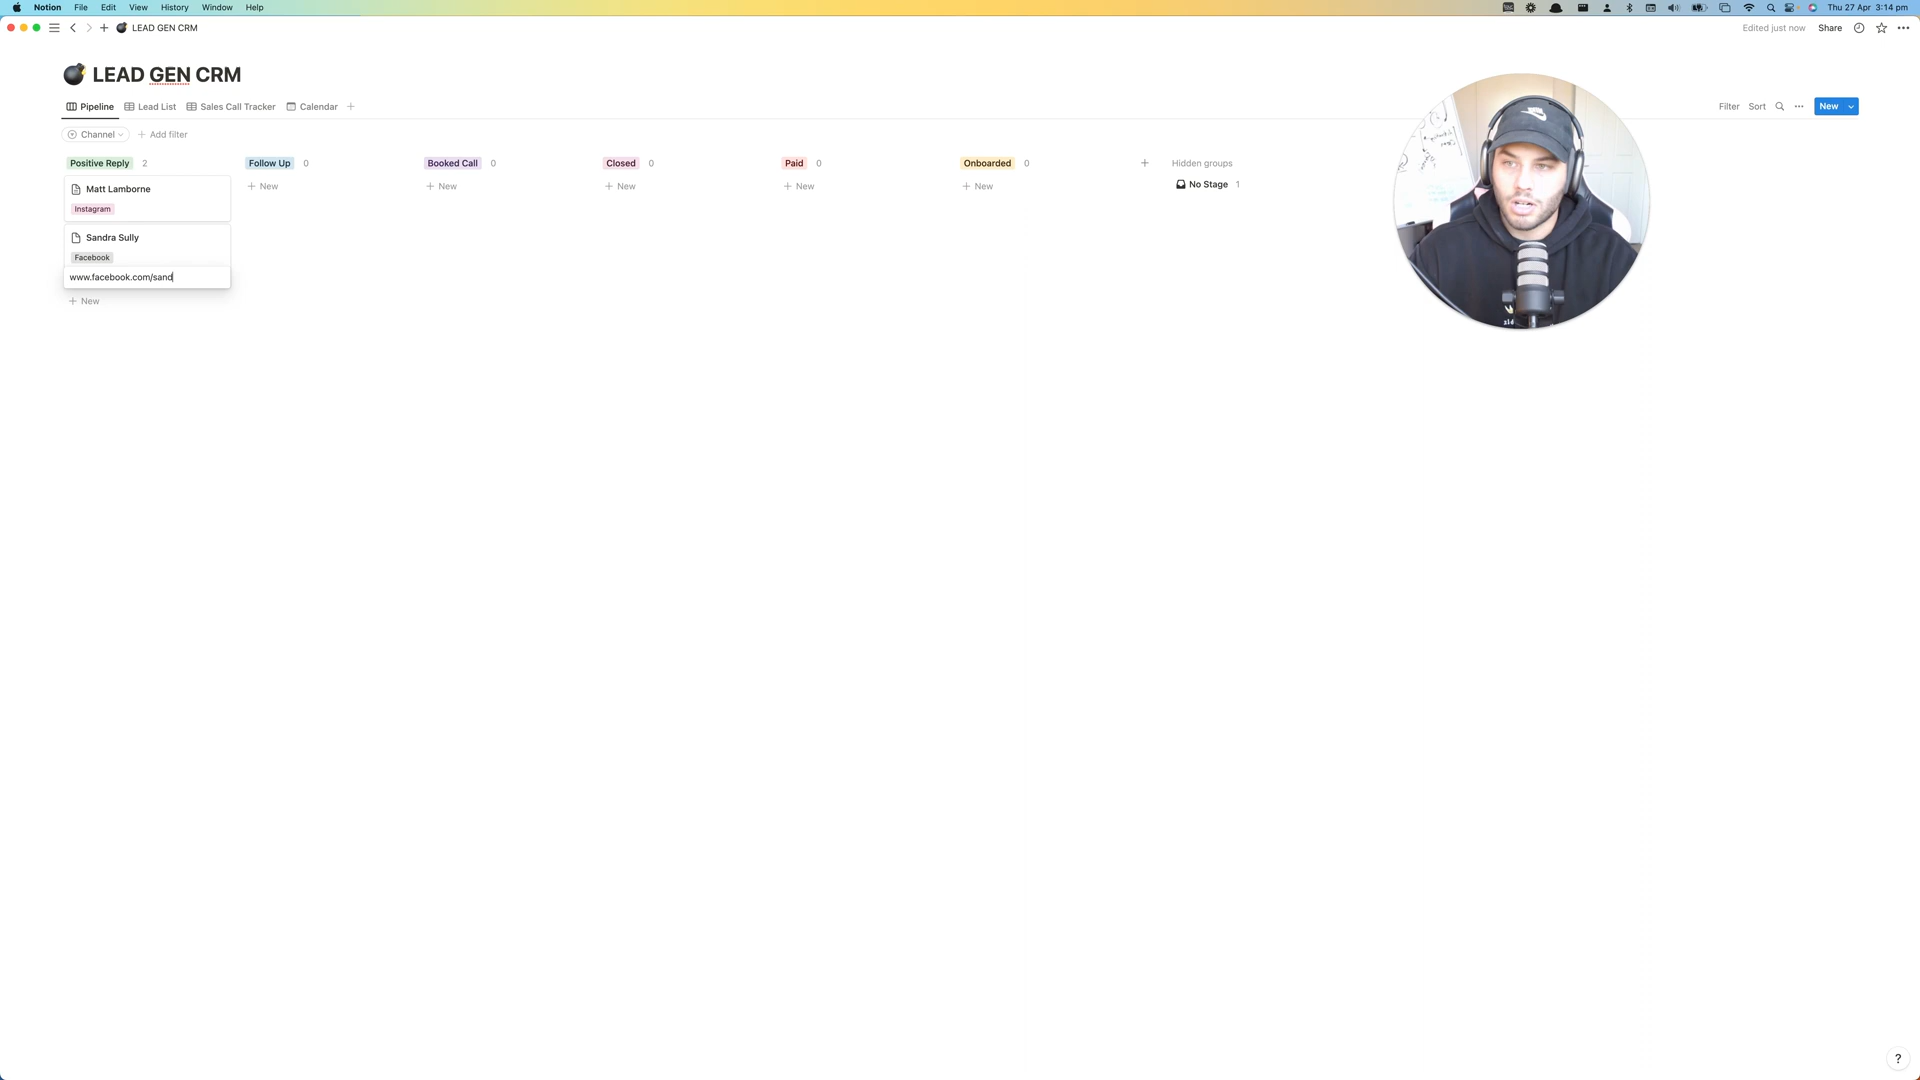 Notion File Edit View History Window Help Thu 27 Apr 3:14 pm
LEAD GEN CRM Edited just now Share
LEAD GEN CRM
Pipeline Lead List Sales Call Tracker Calendar Filter Sort New
Channel Add filter
Positive Reply 2 Follow Up 0 Booked Call 0 Closed 0 Paid 0 Onboarded 0 Hidden groups
No Stage 1
New New New New New
Matt Lamborne
Instagram
Sandra Sully
Facebook
www.facebook.com/sand
New
?